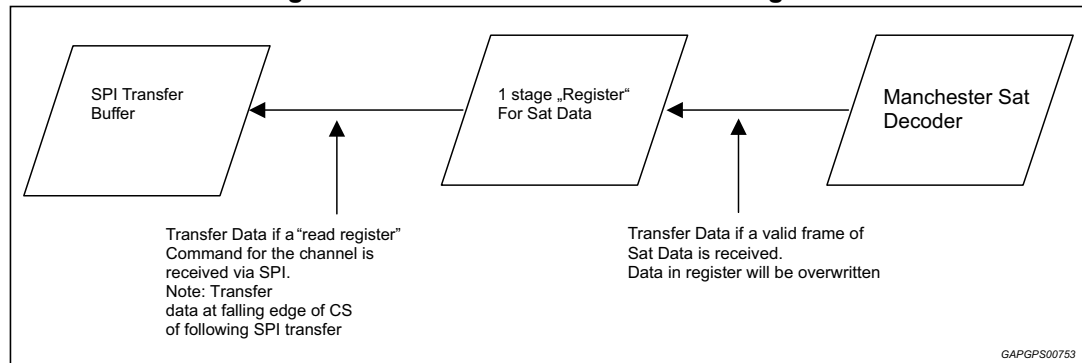 SPI Transfer
Buffer
1 stage „Register“
For Sat Data
Manchester Sat
Decoder
Transfer Data if a “read register”
Command for the channel is
received via SPI.
Note: Transfer
data at falling edge of CS
of following SPI transfer
Transfer Data if a valid frame of
Sat Data is received.
Data in register will be overwritten
GAPGPS00753